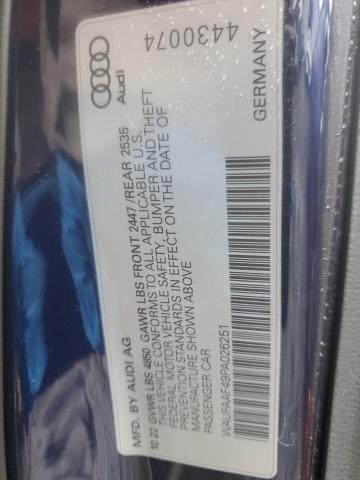 Audi
4430074
MFD. BY AUDI AG
10 22 GVWR LBS 4850 GAWR LBS FRONT 2447 /REAR 2535
THIS VEHICLE CONFORMS TO ALL APPLICABLE U.S.
FEDERAL MOTOR VEHICLE SAFETY, BUMPER AND THEFT
PREVENTION STANDARDS IN EFFECT ON THE DATE OF
MANUFACTURE SHOWN ABOVE
PASSENGER CAR
WAUFAAF49PA026251
GERMANY